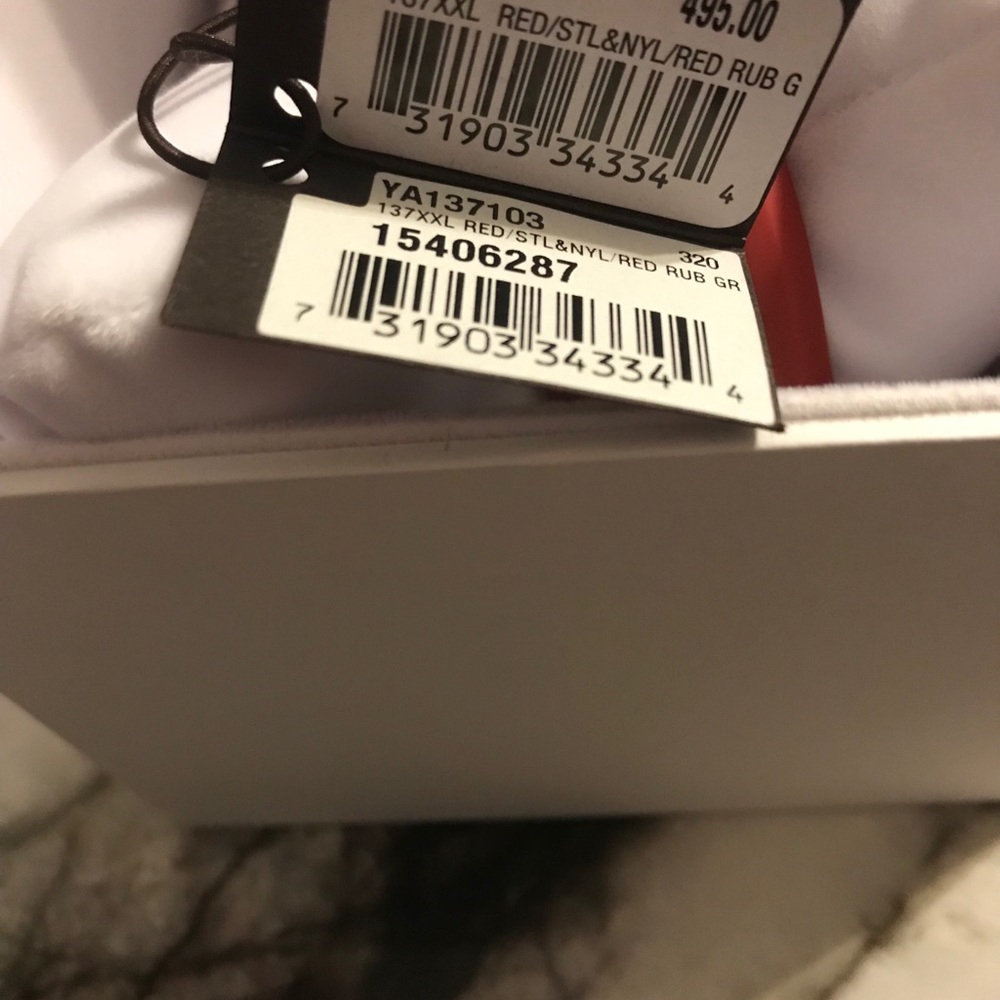 495.00
137XXL RED/STL&NYL/RED RUB G
7 31903 34334 4
YA137103 320
137XXL RED/STL&NYL/RED RUB GR
15406287
7 31903 34334 4